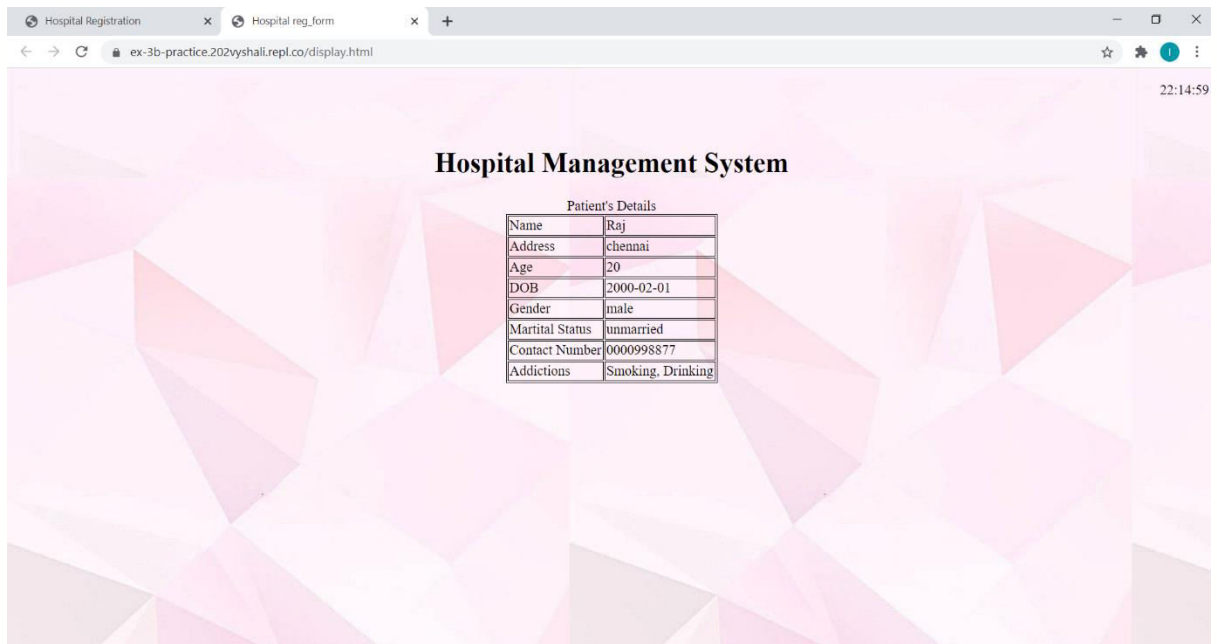 Hospital Registration
Hospital reg_form
ex-3b-practice.202vyshali.repl.co/display.html
I
22:14:59
Hospital Management System
Patient's Details
Name Raj
Address chennai
Age 20
DOB 2000-02-01
Gender male
Martital Status unmarried
Contact Number 0000998877
Addictions Smoking, Drinking